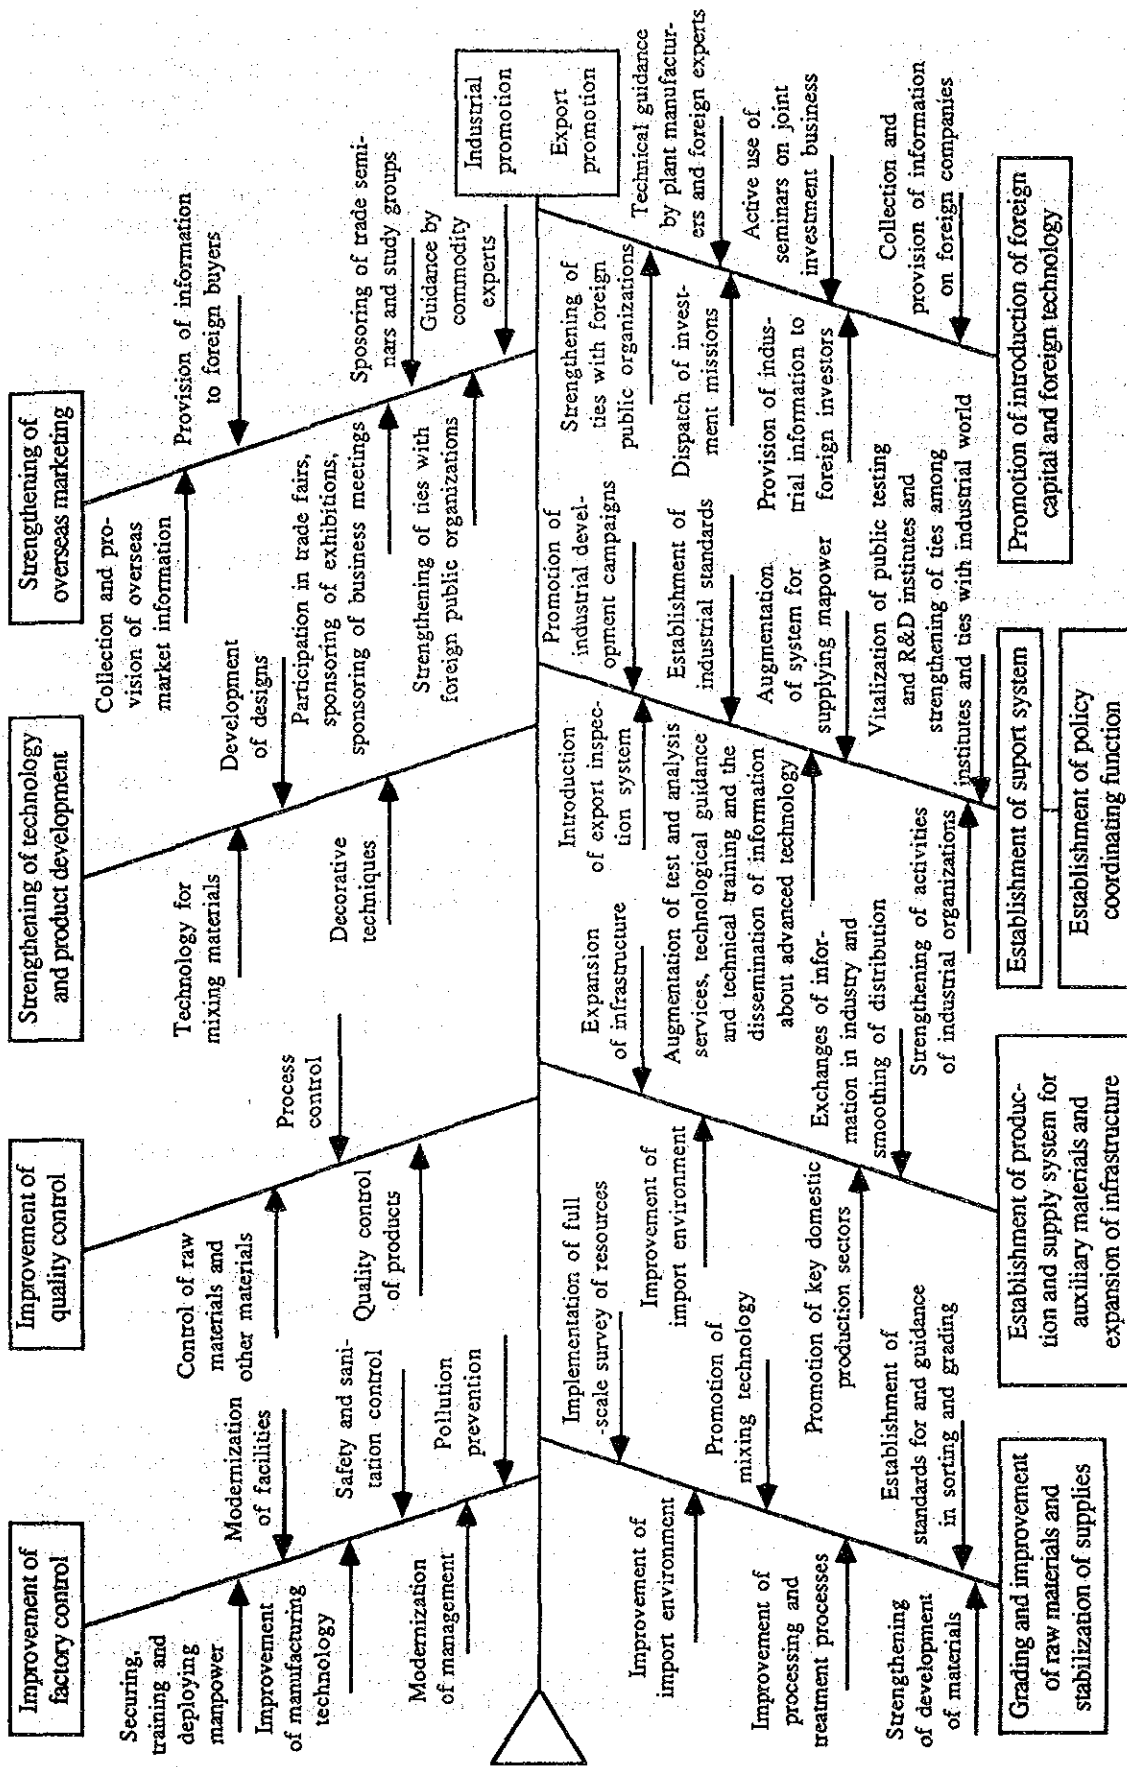 Improvement of
factory control
Securing,
training and
deploying
manpower
Modernization
of facilities
Improvement
of manufacturing
technology
Safety and sani-
tation control
Modernization
of management
Pollution
prevention
Improvement of
quality control
Control of raw
materials and
other materials
Process
control
Quality control
of products
Strengthening of technology
and product development
Technology for
mixing materials
Development
of designs
Decorative
techniques
Strengthening of
overseas marketing
Collection and pro-
vision of overseas
market information
Provision of information
to foreign buyers
Participation in trade fairs,
sponsoring of exhibitions,
sponsoring of business meetings
Sposoring of trade semi-
nars and study groups
Strengthening of ties with
foreign public organizations
Guidance by
commodity
experts
Industrial
promotion
Export
promotion
Implementation of full
-scale survey of resources
Improvement of
import environment
Promotion of
mixing technology
Improvement of
processing and
treatment processes
Establishment of
standards for and guidance
in sorting and grading
Strengthening
of development
of materials
Grading and improvement
of raw materials and
stabilization of supplies
Expansion
of infrastructure
Improvement of
import environment
Promotion of key domestic
production sectors
Exchanges of infor-
mation in industry and
smoothing of distribution
Establishment of produc-
tion and supply system for
auxiliary materials and
expansion of infrastructure
Promotion of
industrial devel-
opment campaigns
Introduction
of export inspec-
tion system
Establishment of
industrial standards
Augmentation of test and analysis
services, technological guidance
and technical training and the
dissemination of information
about advanced technology
Augmentation
of system for
supplying mapower
Strengthening of activities
of industrial organizations
Vitalization of public testing
and R&D institutes and
strengthening of ties among
institutes and ties with industrial world
Establishment of suport system
Establishment of policy
coordinating function
Strengthening of
ties with foreign
public organizations
Technical guidance
by plant manufactur-
ers and foreign experts
Dispatch of invest-
ment missions
Active use of
seminars on joint
investment business
Provision of indus-
trial information to
foreign investors
Collection and
provision of information
on foreign companies
Promotion of introduction of foreign
capital and foreign technology